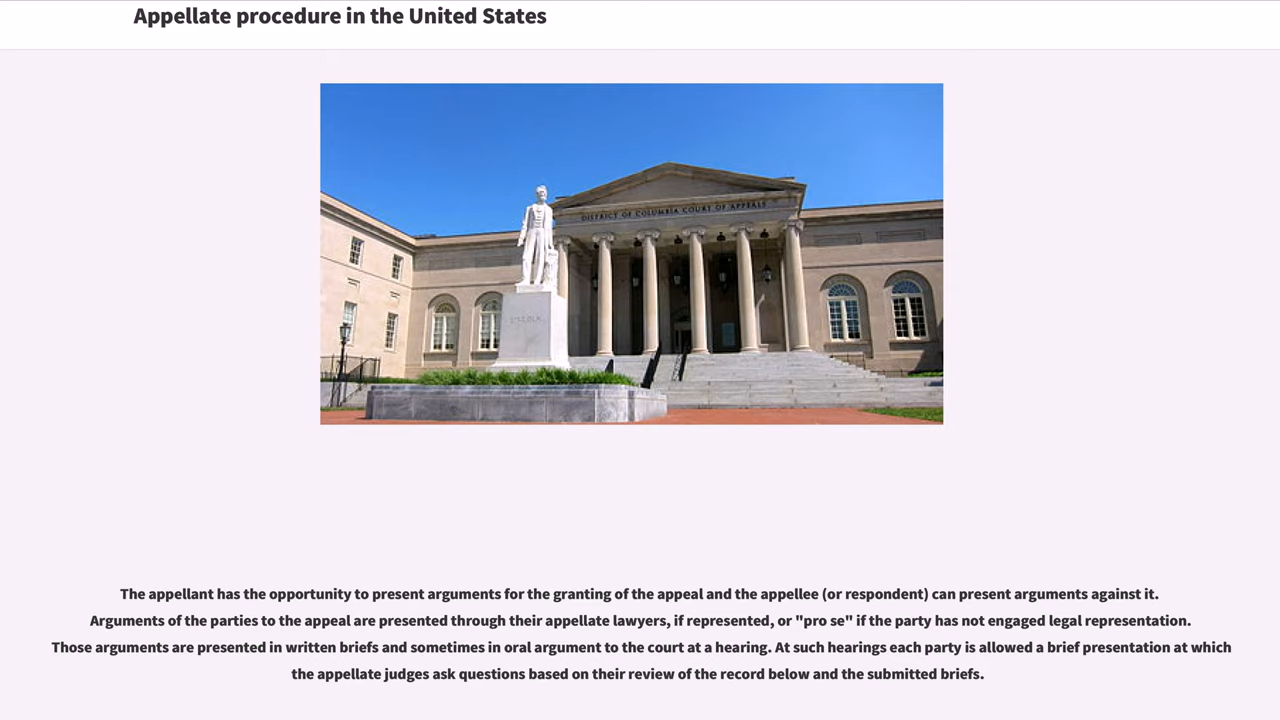 Appellate procedure in the United States
DISTRICT OF COLUMBIA COURT OF APPEALS
LINCOLN
The appellant has the opportunity to present arguments for the granting of the appeal and the appellee (or respondent) can present arguments against it.
Arguments of the parties to the appeal are presented through their appellate lawyers, if represented, or "pro se" if the party has not engaged legal representation.
Those arguments are presented in written briefs and sometimes in oral argument to the court at a hearing. At such hearings each party is allowed a brief presentation at which
the appellate judges ask questions based on their review of the record below and the submitted briefs.